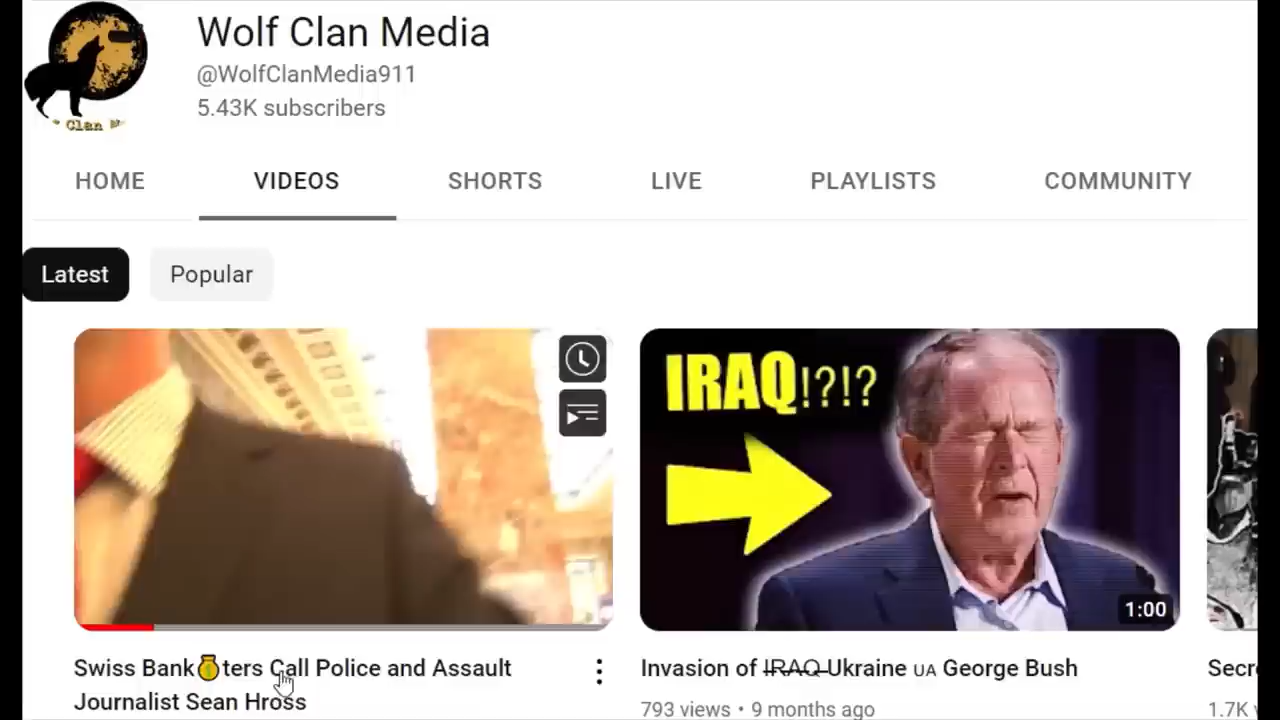 Wolf Clan Media
@WolfClanMedia911
5.43K subscribers
Clan
HOME VIDEOS SHORTS LIVE PLAYLISTS COMMUNITY
Latest Popular
IRAQ!?!?
1:00
Swiss Bank💰ters Call Police and Assault
Journalist Sean Hross
Invasion of IRAQ Ukraine UA George Bush
793 views • 9 months ago
Secre
1.7K